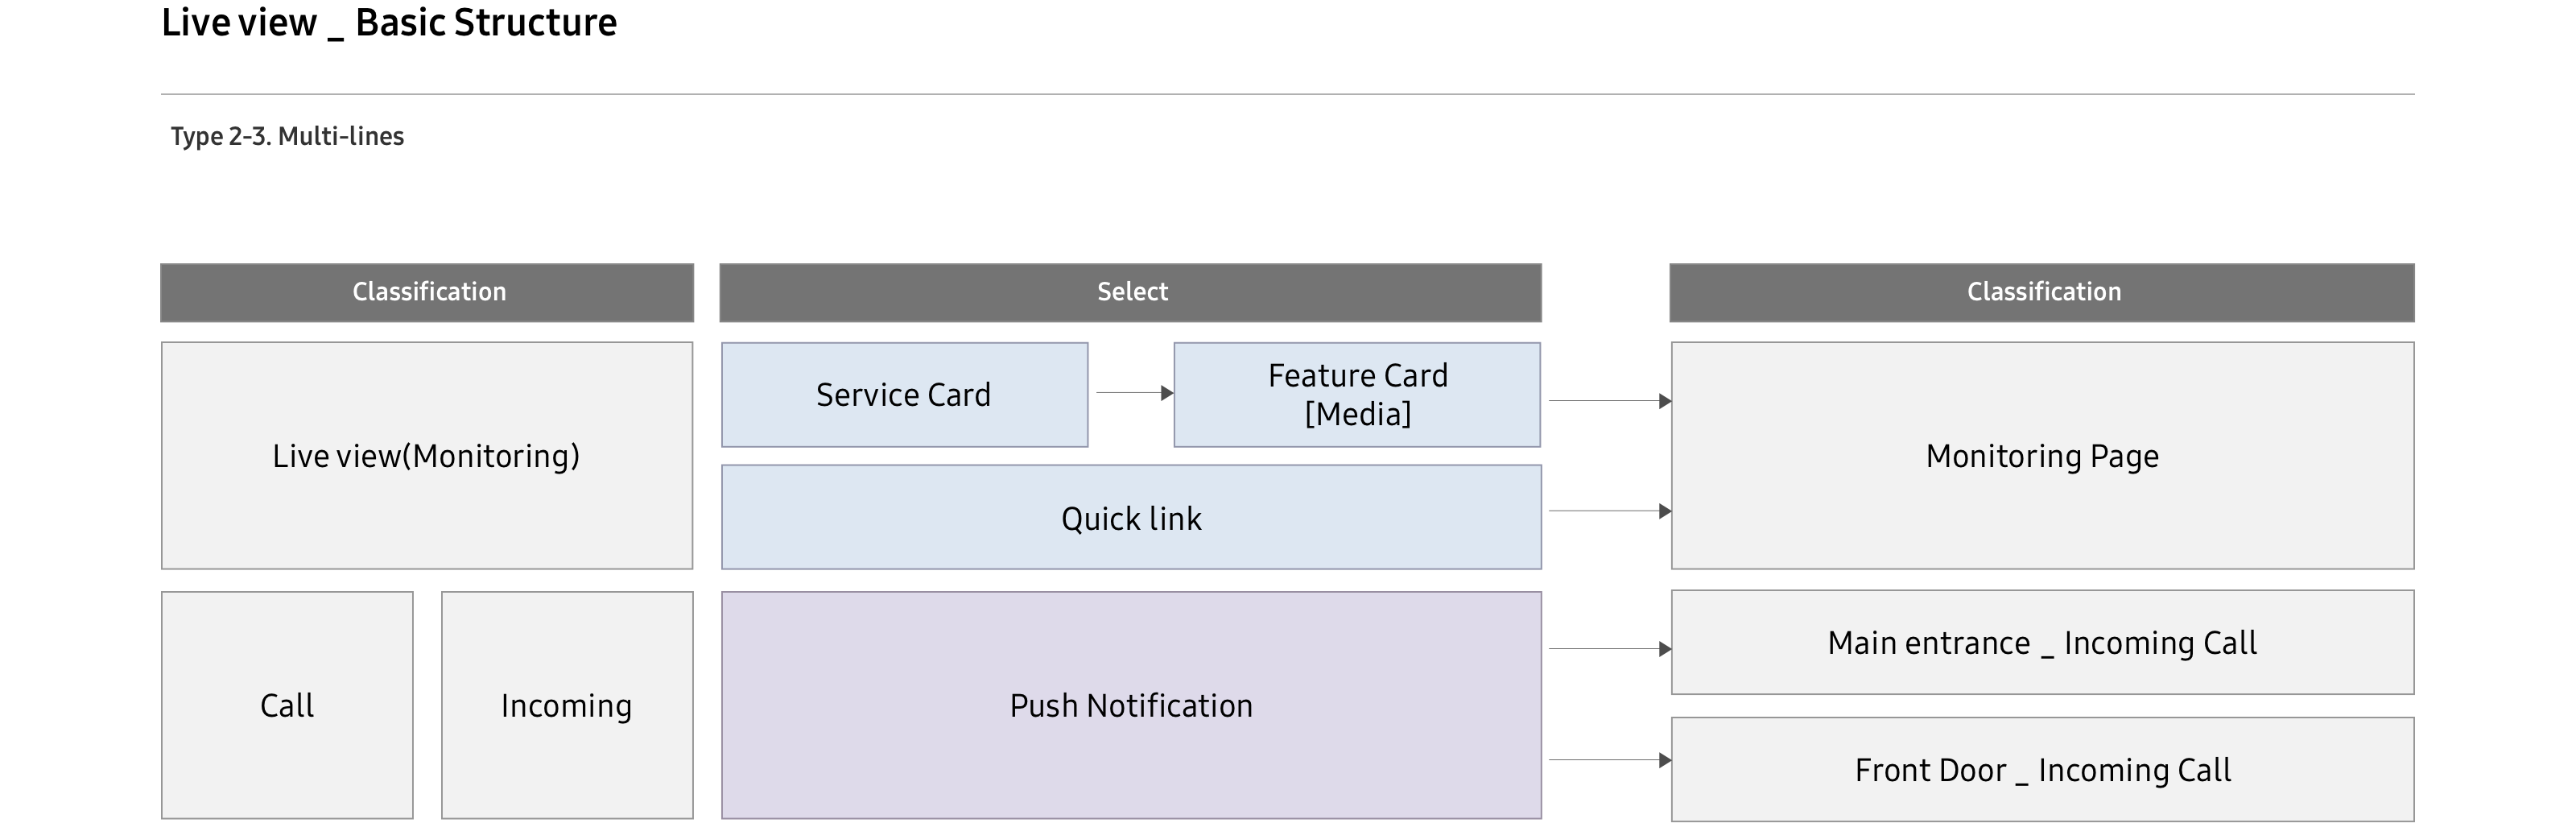 Live view _ Basic Structure
Type 2-3. Multi-lines
Classification
Select
Classification
Live view(Monitoring)
Service Card
Feature Card
[Media]
Quick link
Monitoring Page
Call
Incoming
Push Notification
Main entrance _ Incoming Call
Front Door _ Incoming Call